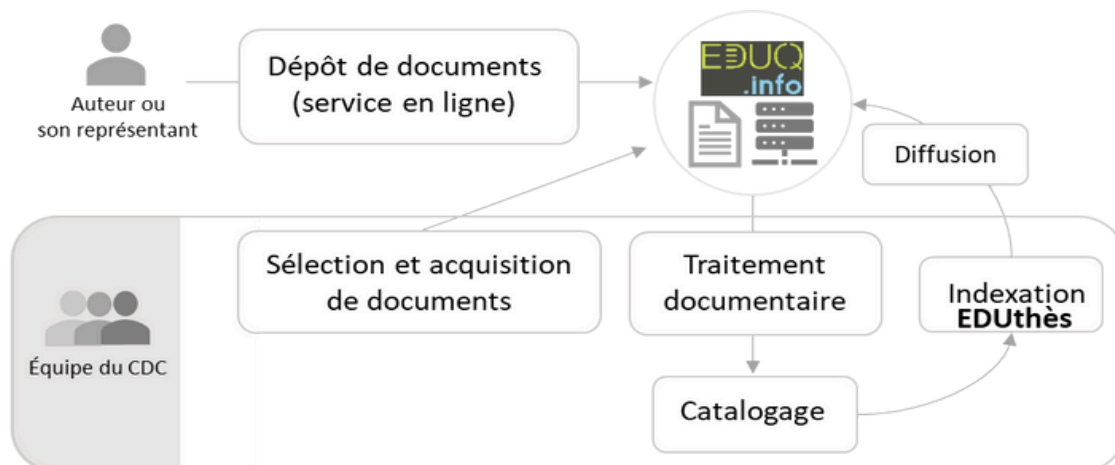 Auteur ou
son représentant
Dépôt de documents
(service en ligne)
EDUQ
.info
Diffusion
Équipe du CDC
Sélection et acquisition
de documents
Traitement
documentaire
Catalogage
Indexation
EDUthès